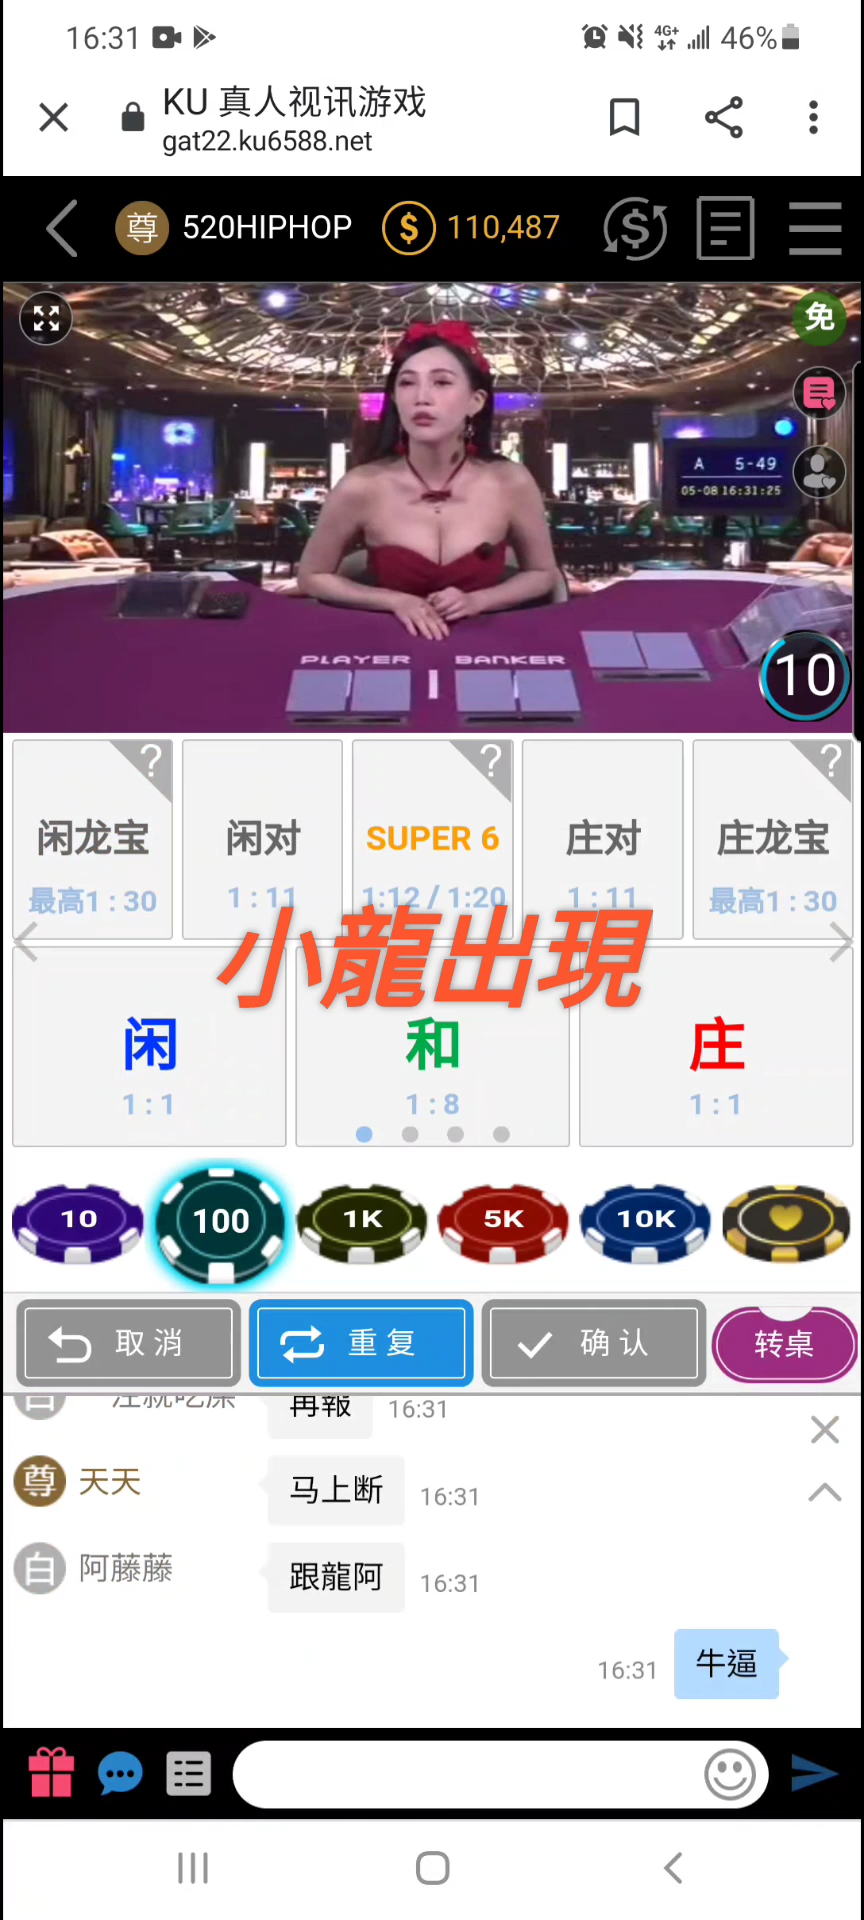 16:31
4G+
46%
KU 真人视讯游戏
gat22.ku6588.net
尊 520HIPHOP $ 110,487
免
A 5-49
05-08 16:31:25
PLAYER BANKER
10
闲龙宝 ?
最高1 : 30
闲对
1 : 11
SUPER 6 ?
1:12 / 1:20
庄对
1 : 11
庄龙宝 ?
最高1 : 30
小龍出現
闲
1 : 1
和
1 : 8
庄
1 : 1
10 100 1K 5K 10K
取消 重复 确认 转桌
再報 16:31
尊 天天 马上断 16:31
白 阿藤藤 跟龍阿 16:31
16:31 牛逼